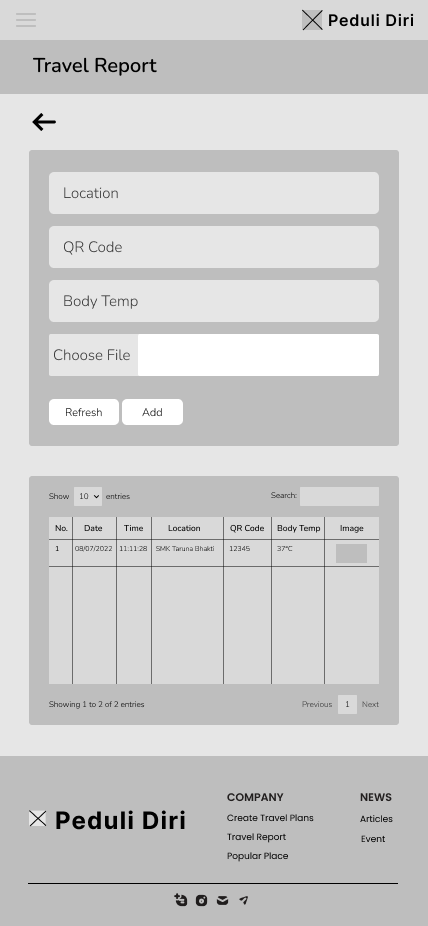 Peduli Diri
Travel Report
Location
QR Code
Body Temp
Choose File
Refresh Add
Show 10 entries Search:
No. Date Time Location QR Code Body Temp Image
1 08/07/2022 11:11:28 SMK Taruna Bhakti 12345 37°C
Showing 1 to 2 of 2 entries Previous 1 Next
Peduli Diri
COMPANY
Create Travel Plans
Travel Report
Popular Place
NEWS
Articles
Event